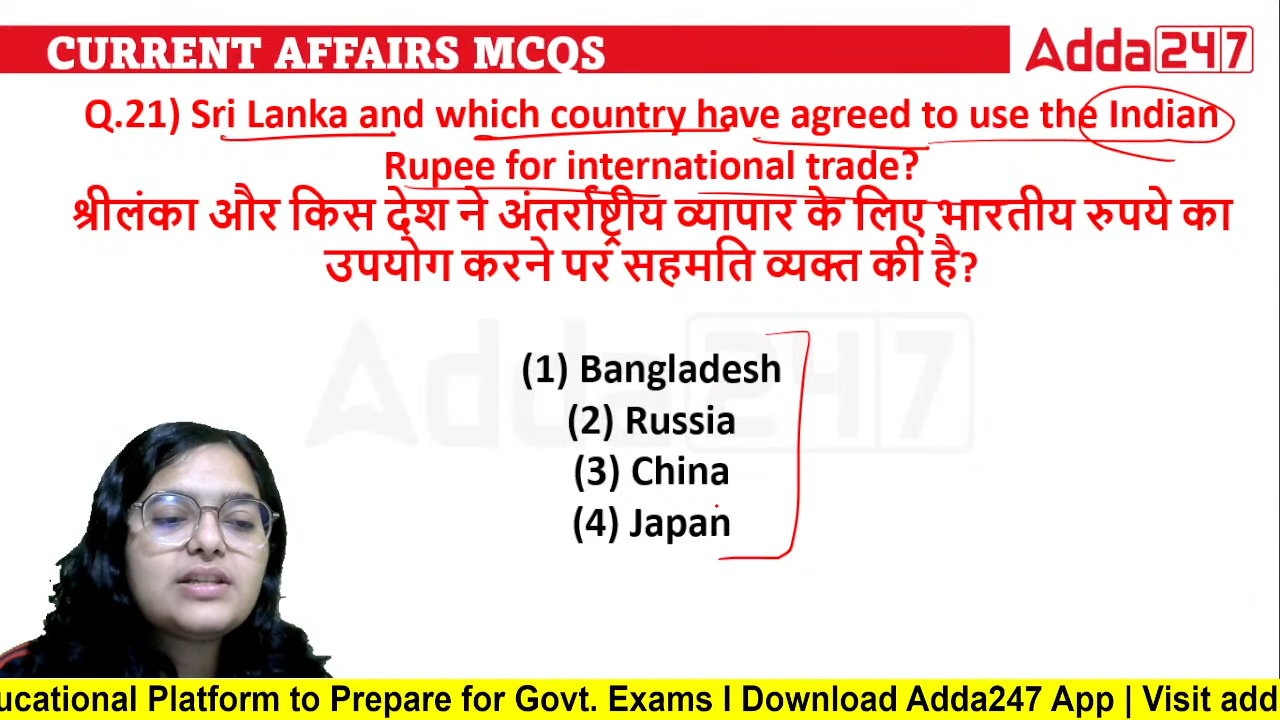 CURRENT AFFAIRS MCQS
Adda247
Q.21) Sri Lanka and which country have agreed to use the Indian
Rupee for international trade?
श्रीलंका और किस देश ने अंतर्राष्ट्रीय व्यापार के लिए भारतीय रुपये का
उपयोग करने पर सहमति व्यक्त की है?
Adda247
(1) Bangladesh
(2) Russia
(3) China
(4) Japan
ucational Platform to Prepare for Govt. Exams I Download Adda247 App | Visit add